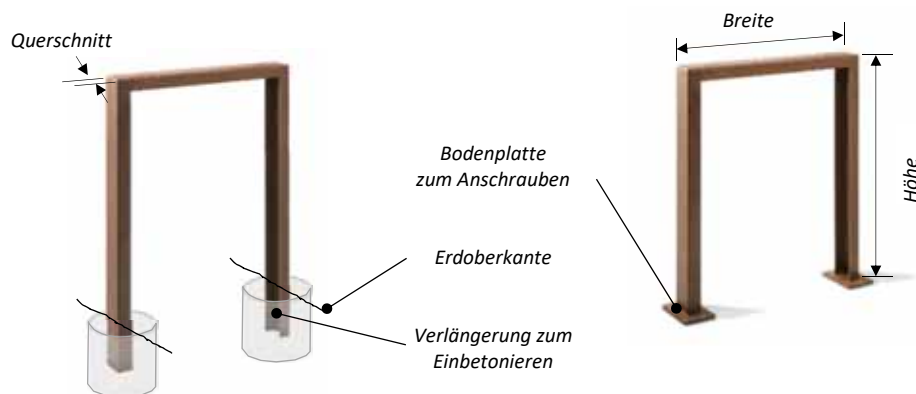 Querschnitt
Breite
Bodenplatte
zum Anschrauben
Höhe
Erdoberkante
Verlängerung zum
Einbetonieren